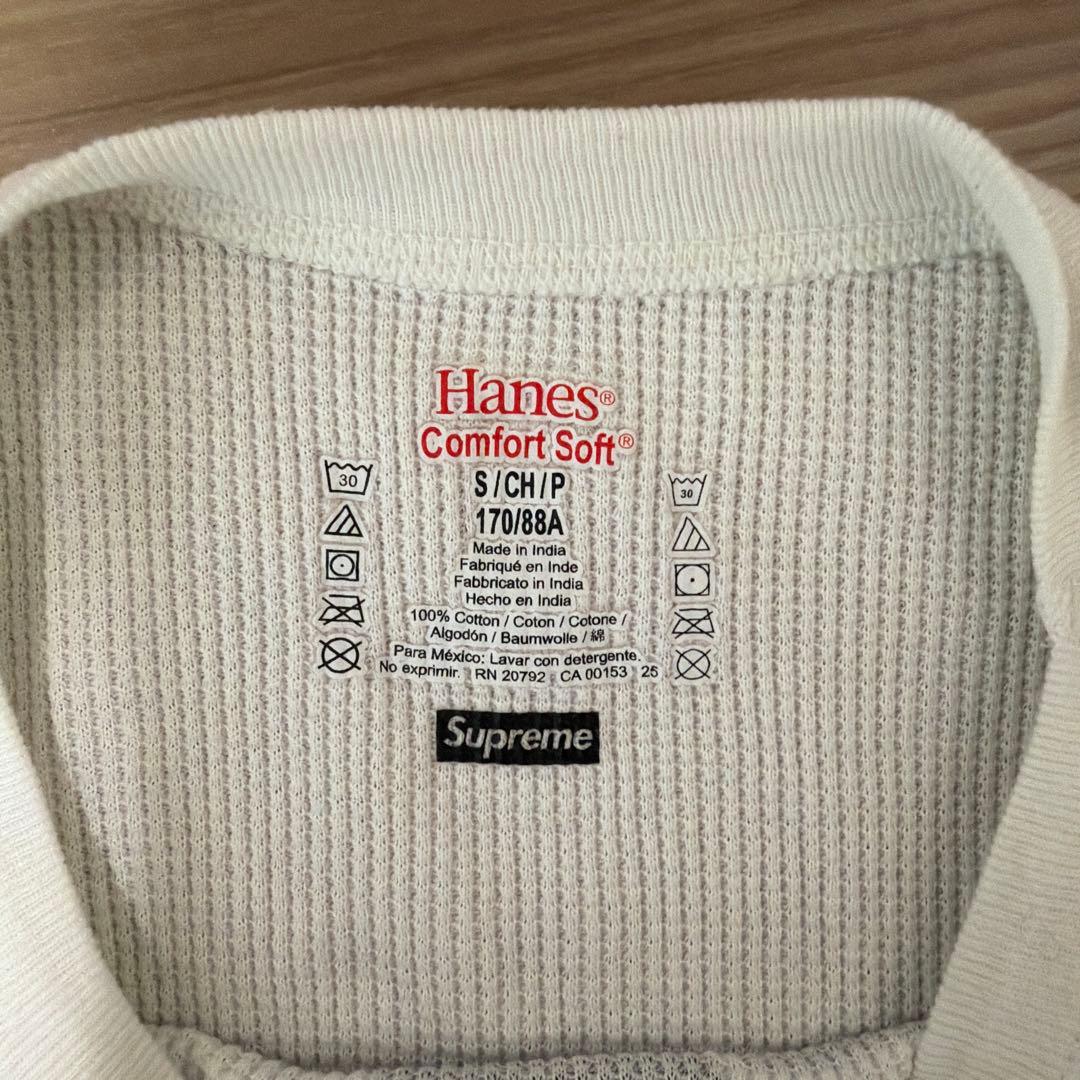 Hanes®
Comfort Soft®
30
S / CH / P
30
170/88A
Made in India
Fabriqué en Inde
Fabbricato in India
Hecho en India
100% Cotton / Coton / Cotone /
Algodón / Baumwolle / 綿
Para México: Lavar con detergente.
No exprimir. RN 20792 CA 00153 25
Supreme